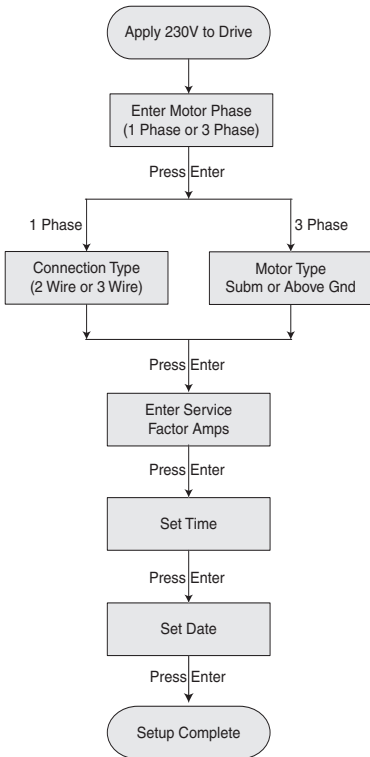 Apply 230V to Drive
Enter Motor Phase
(1 Phase or 3 Phase)
Press Enter
1 Phase
3 Phase
Connection Type
(2 Wire or 3 Wire)
Motor Type
Subm or Above Gnd
Press Enter
Enter Service
Factor Amps
Press Enter
Set Time
Press Enter
Set Date
Press Enter
Setup Complete